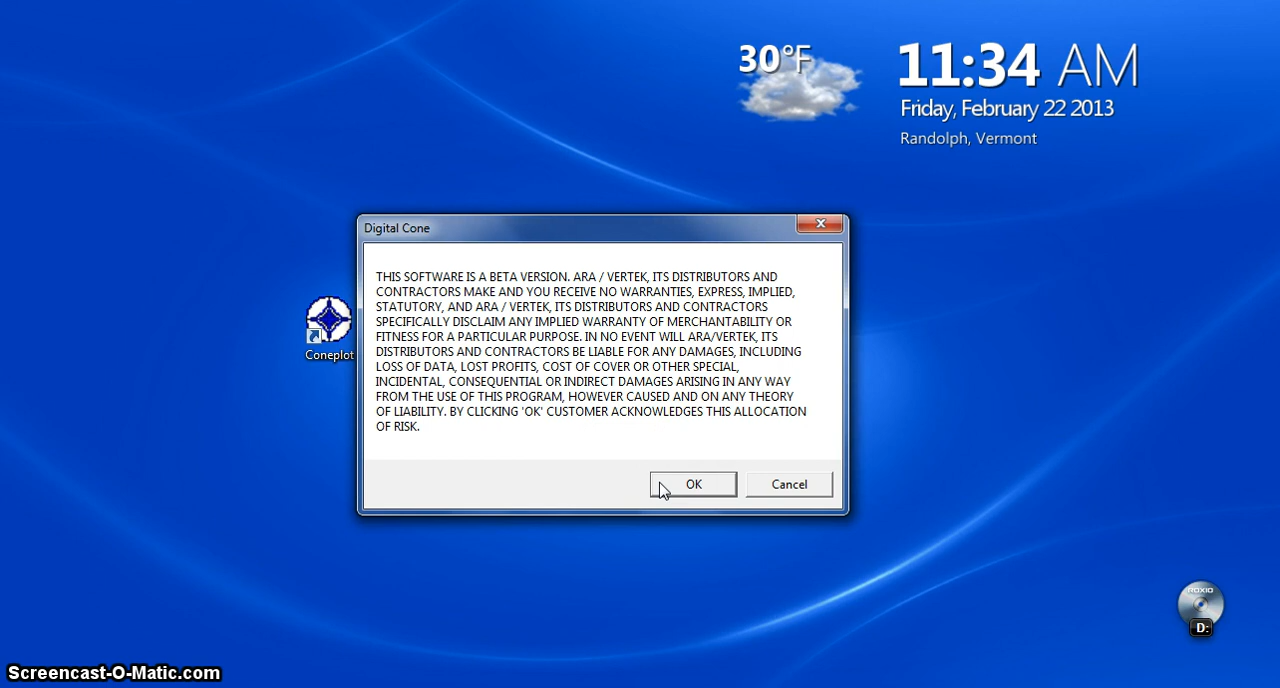 30°F
11:34 AM
Friday, February 22 2013
Randolph, Vermont
Digital Cone
THIS SOFTWARE IS A BETA VERSION. ARA / VERTEK, ITS DISTRIBUTORS AND
CONTRACTORS MAKE AND YOU RECEIVE NO WARRANTIES, EXPRESS, IMPLIED,
STATUTORY, AND ARA / VERTEK, ITS DISTRIBUTORS AND CONTRACTORS
SPECIFICALLY DISCLAIM ANY IMPLIED WARRANTY OF MERCHANTABILITY OR
FITNESS FOR A PARTICULAR PURPOSE. IN NO EVENT WILL ARA/VERTEK, ITS
DISTRIBUTORS AND CONTRACTORS BE LIABLE FOR ANY DAMAGES, INCLUDING
LOSS OF DATA, LOST PROFITS, COST OF COVER OR OTHER SPECIAL,
INCIDENTAL, CONSEQUENTIAL OR INDIRECT DAMAGES ARISING IN ANY WAY
FROM THE USE OF THIS PROGRAM, HOWEVER CAUSED AND ON ANY THEORY
OF LIABILITY. BY CLICKING 'OK' CUSTOMER ACKNOWLEDGES THIS ALLOCATION
OF RISK.
Coneplot
OK
Cancel
ROXIO
D:
Screencast-O-Matic.com